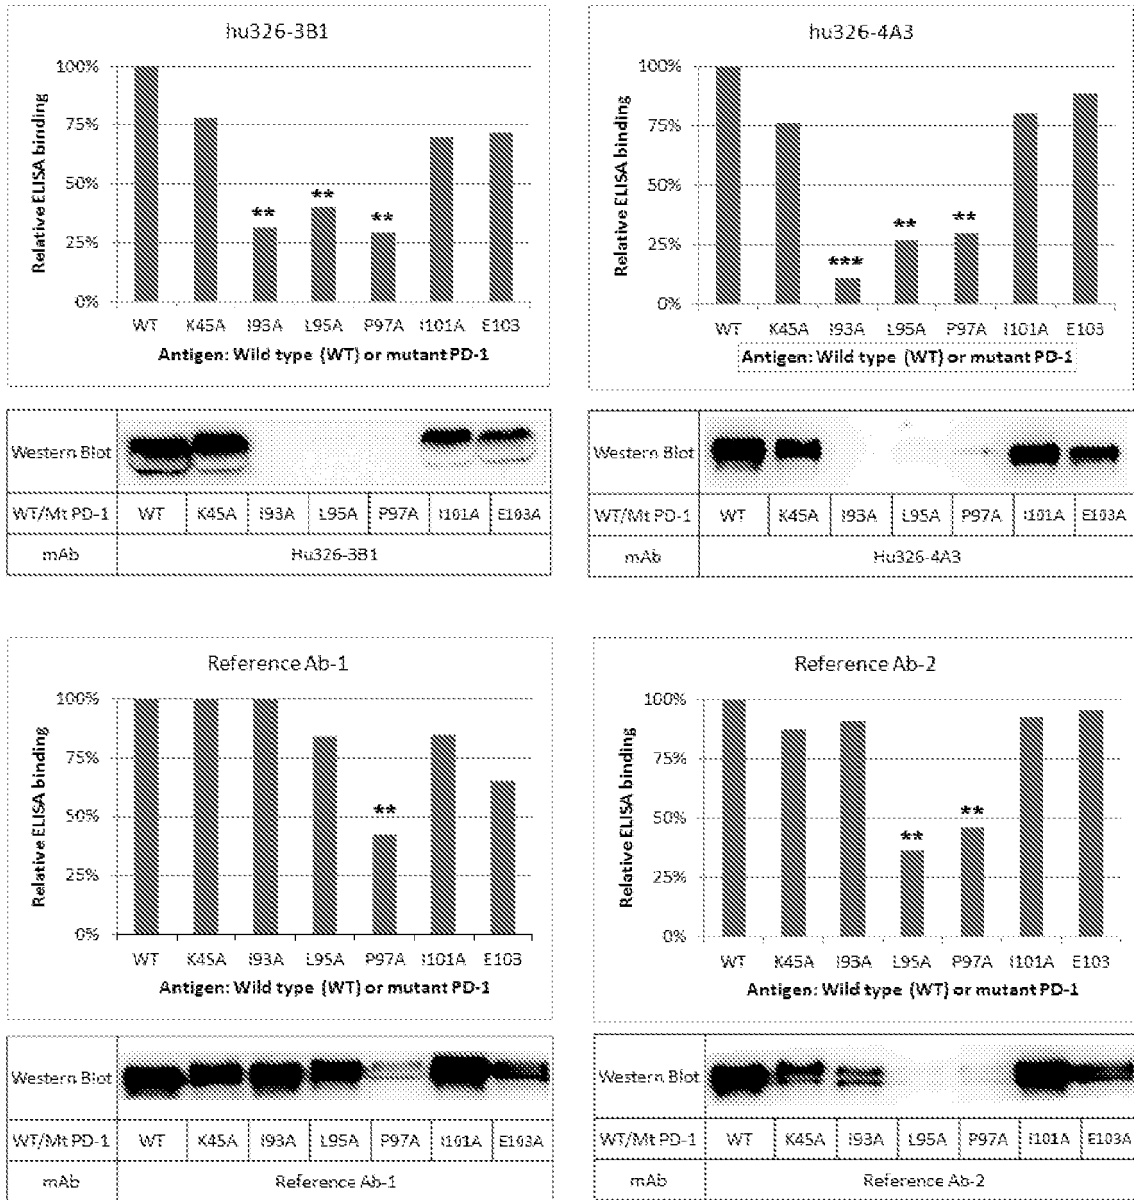 hu326-3B1
100%
75%
50%
25%
0%
Relative ELISA binding
** ** **
WT K45A I93A L95A P97A I101A E103
Antigen: Wild type (WT) or mutant PD-1
Western Blot
WT/Mt PD-1 WT K45A I93A L95A P97A I101A E103A
mAb Hu326-3B1
hu326-4A3
100%
75%
50%
25%
0%
Relative ELISA binding
*** ** **
WT K45A I93A L95A P97A I101A E103
Antigen: Wild type (WT) or mutant PD-1
Western Blot
WT/Mt PD-1 WT K45A I93A L95A P97A I101A E103A
mAb Hu326-4A3
Reference Ab-1
100%
75%
50%
25%
0%
Relative ELISA binding
**
WT K45A I93A L95A P97A I101A E103
Antigen: Wild type (WT) or mutant PD-1
Western Blot
WT/Mt PD-1 WT K45A I93A L95A P97A I101A E103A
mAb Reference Ab-1
Reference Ab-2
100%
75%
50%
25%
0%
Relative ELISA binding
** **
WT K45A I93A L95A P97A I101A E103
Antigen: Wild type (WT) or mutant PD-1
Western Blot
WT/Mt PD-1 WT K45A I93A L95A P97A I101A E103A
mAb Reference Ab-2